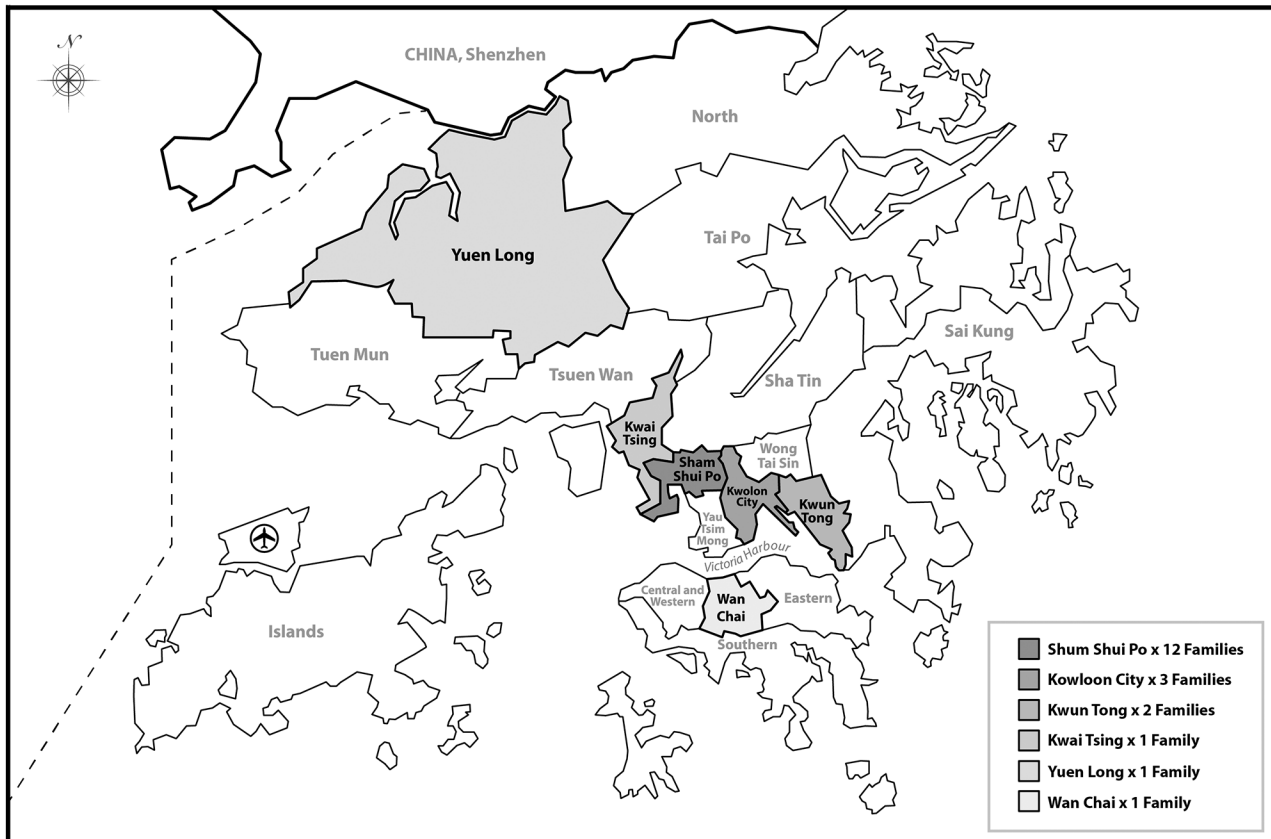 N
CHINA, Shenzhen
North
Tai Po
Yuen Long
Sai Kung
Tuen Mun
Tsuen Wan
Sha Tin
Kwai
Tsing
Wong
Tai Sin
Sham
Shui Po
Kwolon
City
Kwun
Tong
Yau
Tsim
Mong
Victoria Harbour
Central and
Western
Wan
Chai
Eastern
Islands
Southern
Shum Shui Po x 12 Families
Kowloon City x 3 Families
Kwun Tong x 2 Families
Kwai Tsing x 1 Family
Yuen Long x 1 Family
Wan Chai x 1 Family